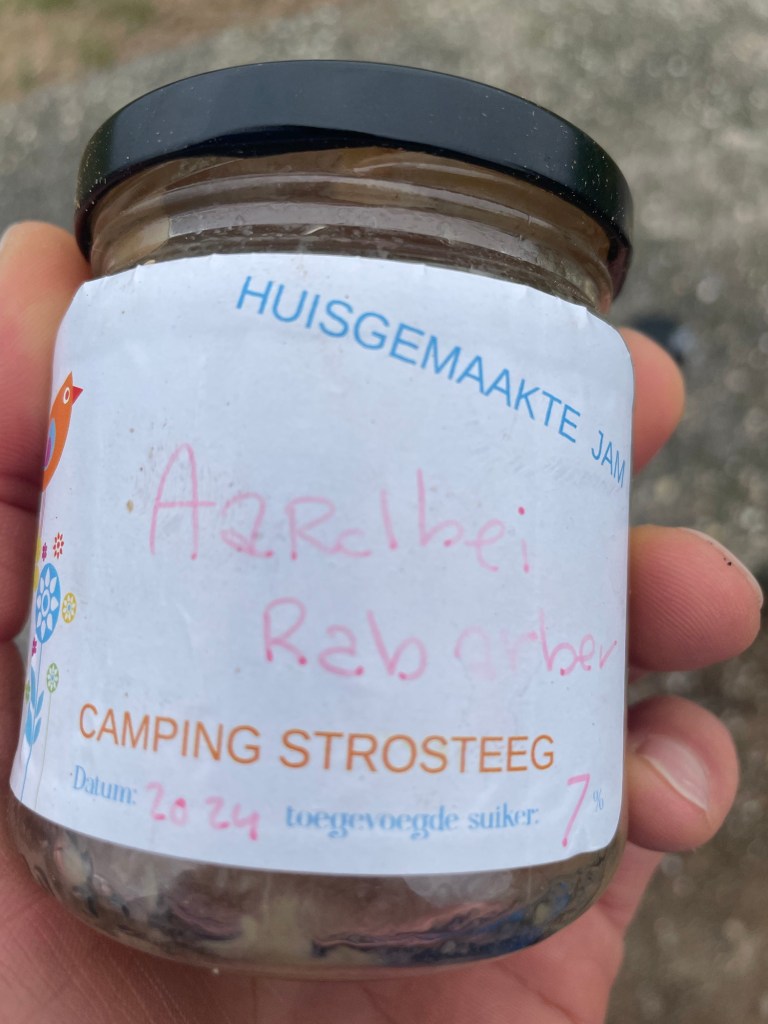 HUISGEMAAKTE JAM
AaRdbei
Rabarber
CAMPING STROSTEEG
Datum: 2024 toegevoegde suiker: 7 %